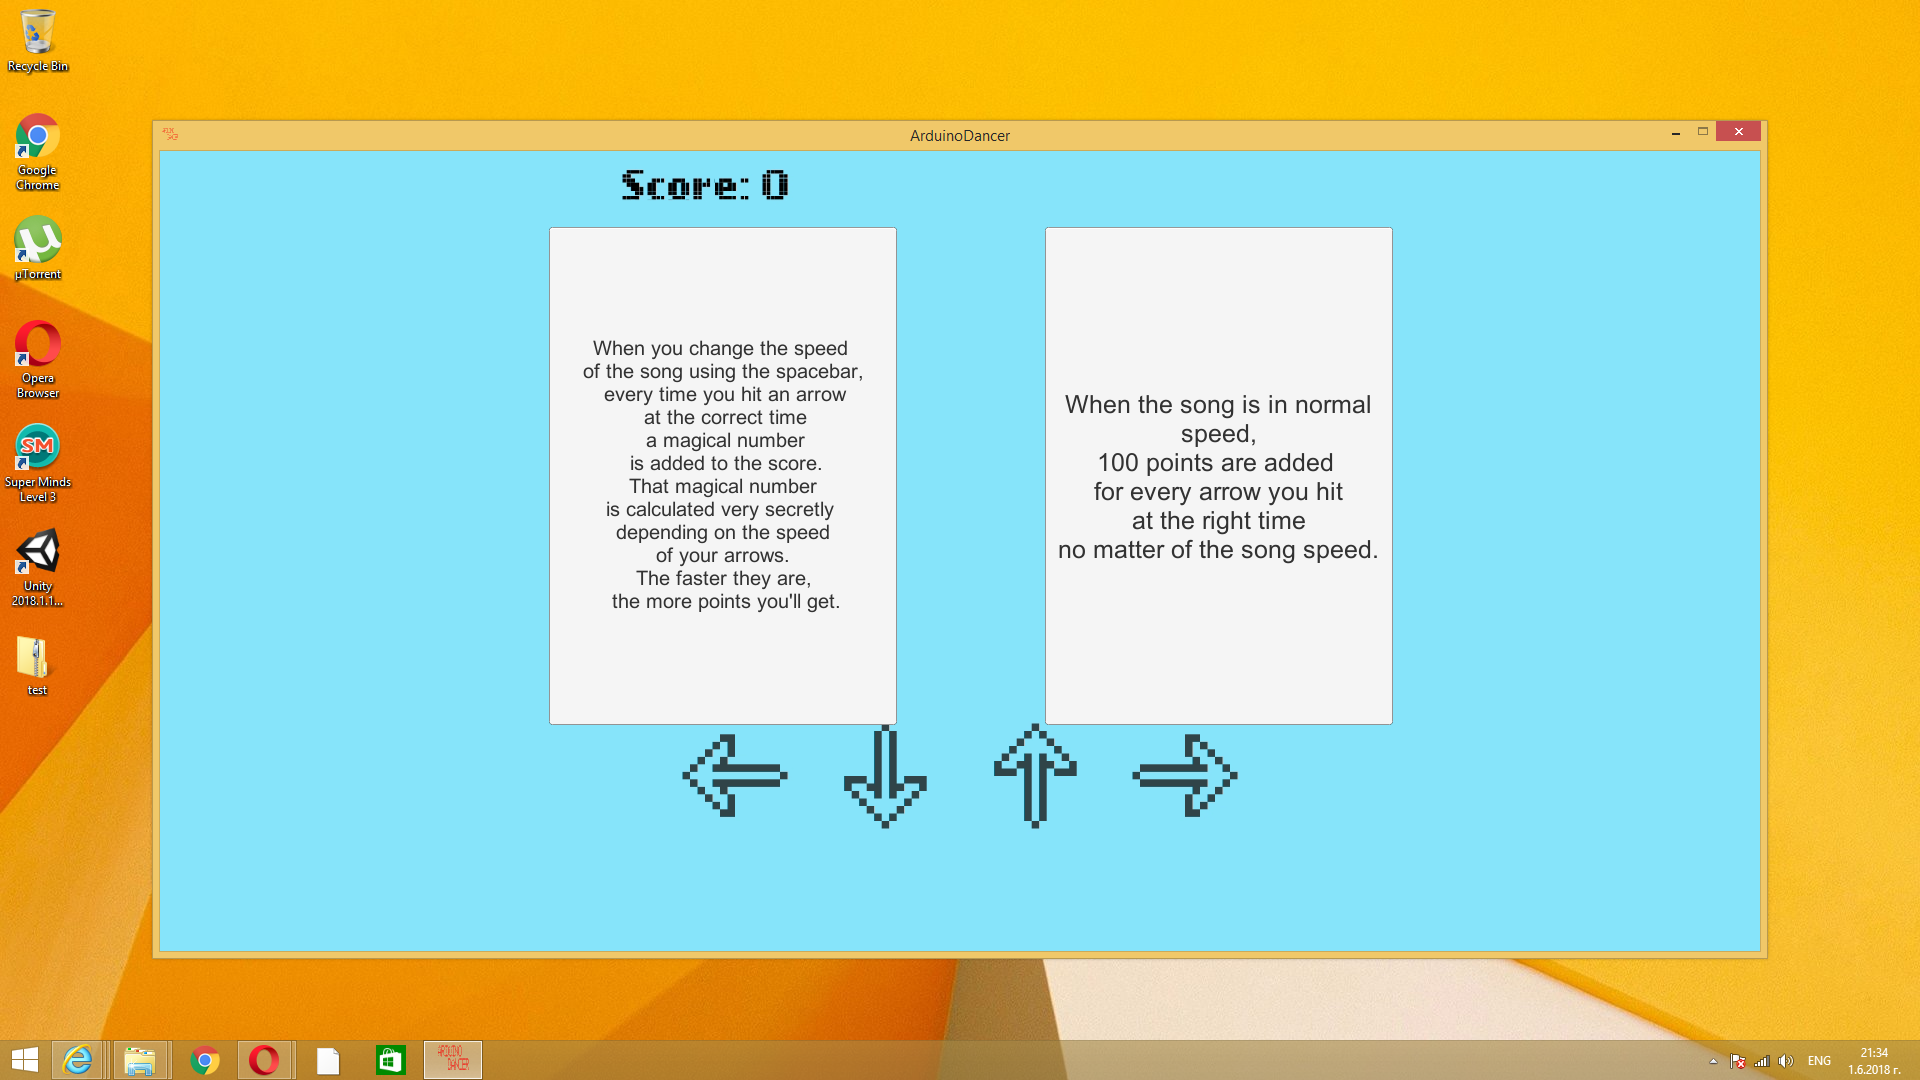 Recycle Bin
Google
Chrome
µTorrent
Opera
Browser
SM
Super Minds
Level 3
Unity
2018.1.1...
test
ArduinoDancer
Score: 0
When you change the speed
of the song using the spacebar,
every time you hit an arrow
at the correct time
a magical number
is added to the score.
That magical number
is calculated very secretly
depending on the speed
of your arrows.
The faster they are,
the more points you'll get.
When the song is in normal
speed,
100 points are added
for every arrow you hit
at the right time
no matter of the song speed.
ARDUINO
DANCER
ENG
21:34
1.6.2018 г.